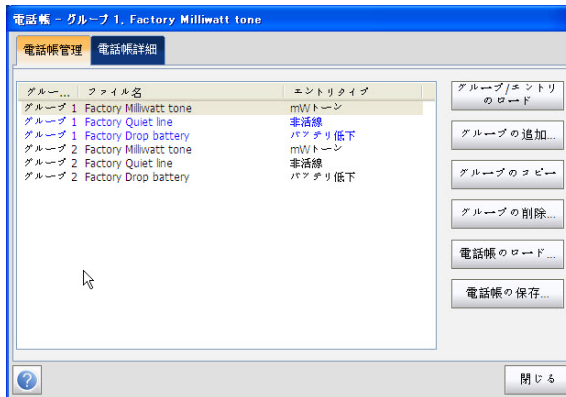 電話帳 - グループ 1, Factory Milliwatt tone
電話帳管理 電話帳詳細
グルー... ファイル名 エントリタイプ
グループ 1 Factory Milliwatt tone mWトーン
グループ 1 Factory Quiet line 非活線
グループ 1 Factory Drop battery バッテリ低下
グループ 2 Factory Milliwatt tone mWトーン
グループ 2 Factory Quiet line 非活線
グループ 2 Factory Drop battery バッテリ低下
グループ/エントリ
のロード
グループの追加...
グループのコピー
グループの削除...
電話帳のロード...
電話帳の保存...
?
閉じる